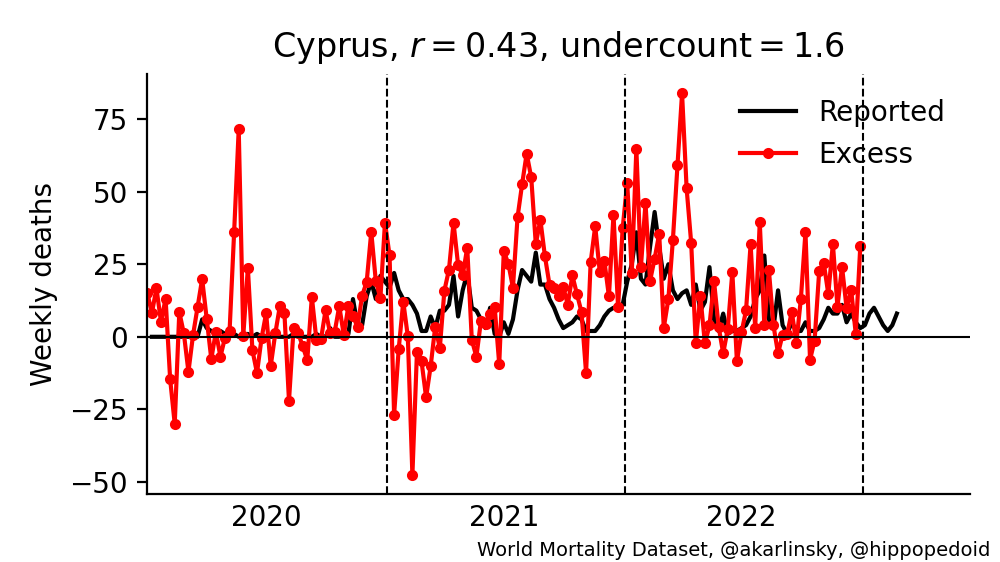 Cyprus, r = 0.43, undercount = 1.6
Weekly deaths
75
50
25
0
−25
−50
Reported
Excess
2020
2021
2022
World Mortality Dataset, @akarlinsky, @hippopedoid